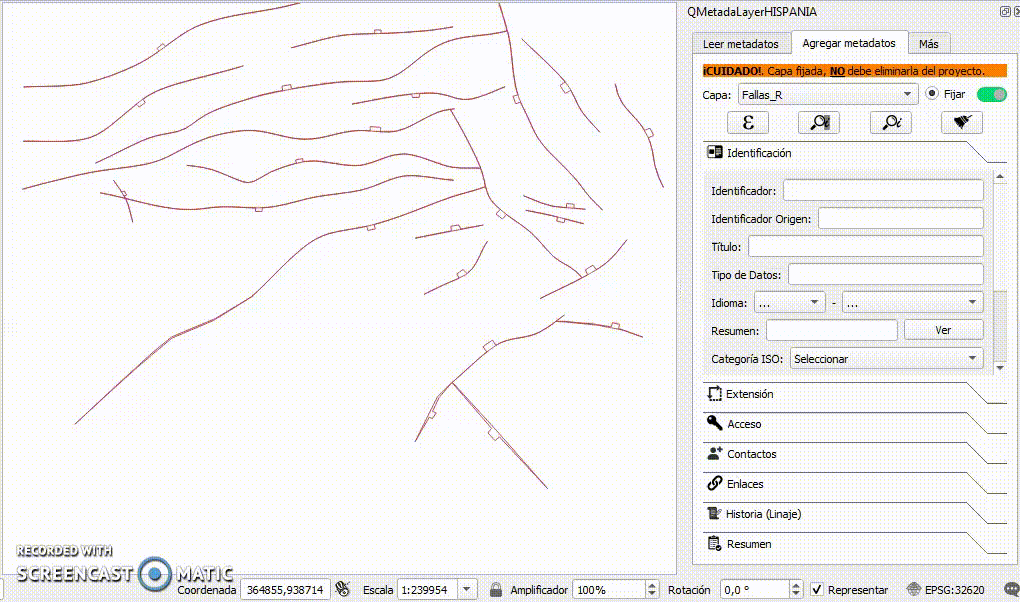 QMetadaLayerHISPANIA
Leer metadatos
Agregar metadatos
Más
¡CUIDADO!. Capa fijada, NO debe eliminarla del proyecto.
Capa: Fallas_R
Fijar
ε
Identificación
Identificador:
Identificador Origen:
Título:
Tipo de Datos:
Idioma: ... - ...
Resumen:
Ver
Categoría ISO: Seleccionar
Extensión
Acceso
Contactos
Enlaces
Historia (Linaje)
Resumen
RECORDED WITH
SCREENCAST MATIC
Coordenada 364855,938714 Escala 1:239954 Amplificador 100% Rotación 0,0 ° Representar EPSG:32620